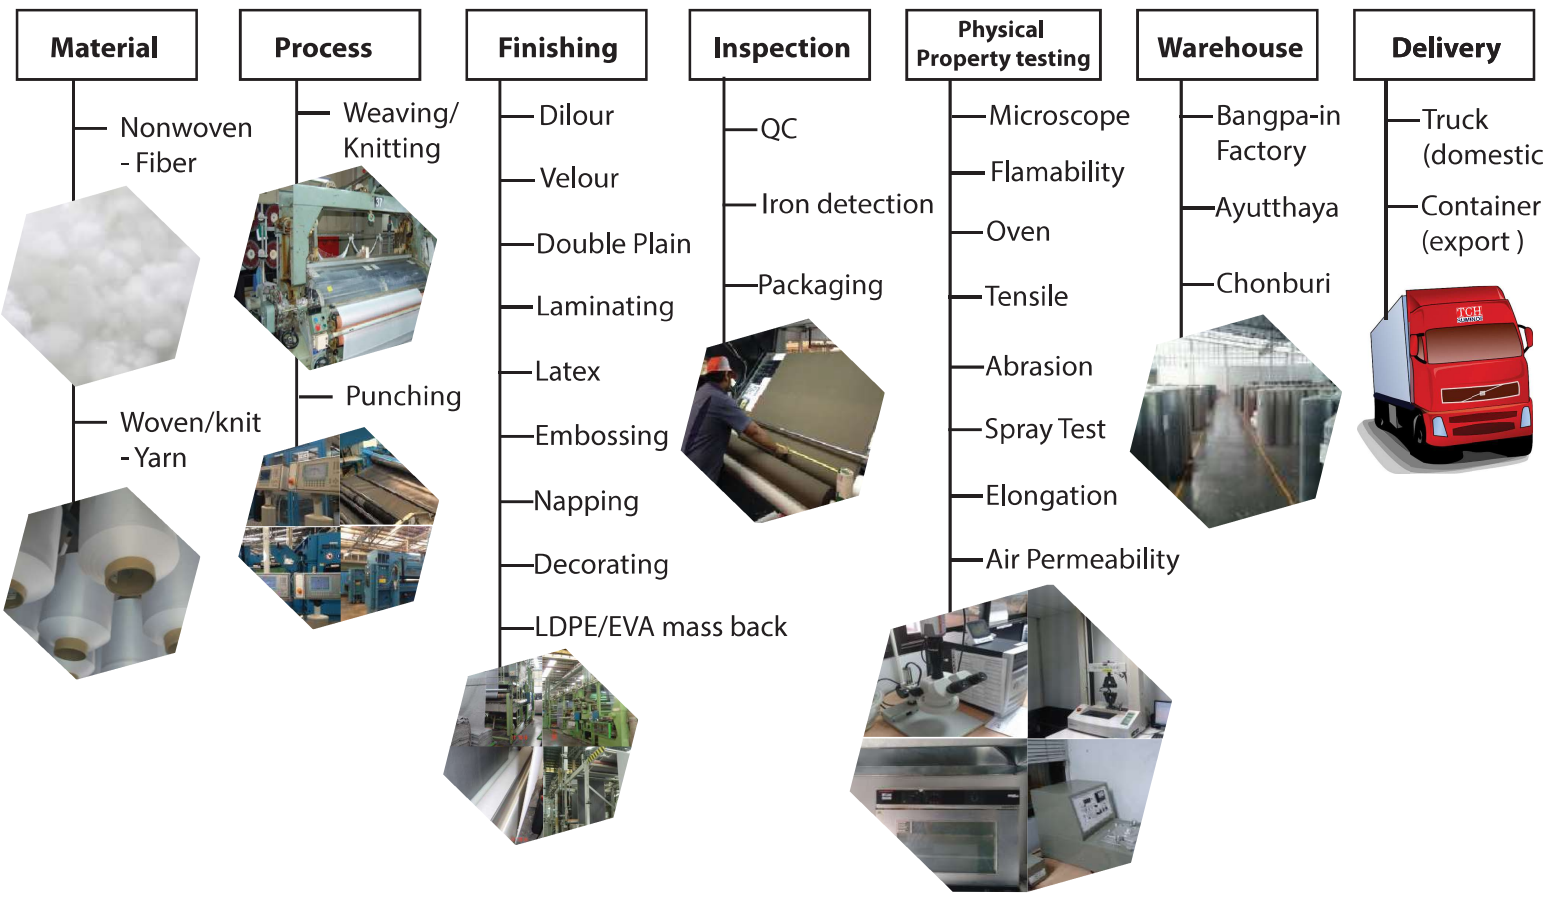 Material
Nonwoven
- Fiber
Woven/knit
- Yarn
Process
Weaving/
Knitting
Punching
Finishing
Dilour
Velour
Double Plain
Laminating
Latex
Embossing
Napping
Decorating
LDPE/EVA mass back
Inspection
QC
Iron detection
Packaging
Physical
Property testing
Microscope
Flamability
Oven
Tensile
Abrasion
Spray Test
Elongation
Air Permeability
Warehouse
Bangpa-in
Factory
Ayutthaya
Chonburi
Delivery
Truck
(domestic
Container
(export )
TCH